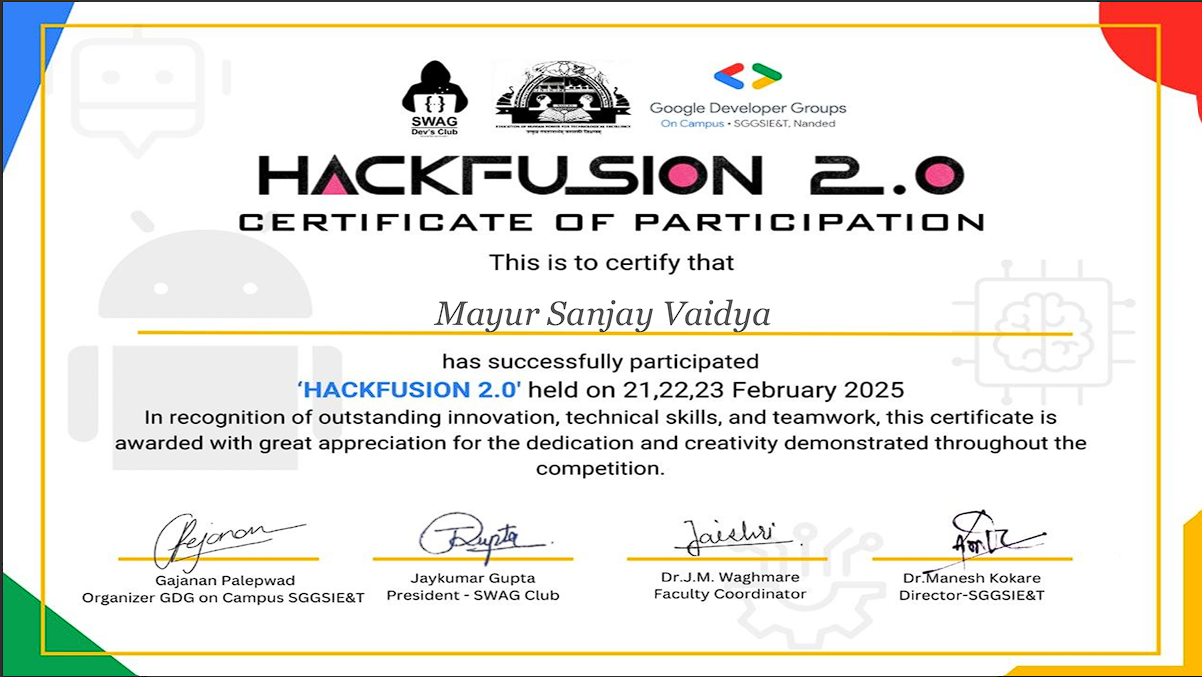 { }
SWAG
Dev's Club
Google Developer Groups
On Campus • SGGSIE&T, Nanded
HACKFUSION 2.0
CERTIFICATE OF PARTICIPATION
This is to certify that
Mayur Sanjay Vaidya
has successfully participated
‘HACKFUSION 2.0' held on 21,22,23 February 2025
In recognition of outstanding innovation, technical skills, and teamwork, this certificate is
awarded with great appreciation for the dedication and creativity demonstrated throughout the
competition.
Gajanan Palepwad
Organizer GDG on Campus SGGSIE&T
Jaykumar Gupta
President - SWAG Club
Jaishri
Dr.J.M. Waghmare
Faculty Coordinator
Dr.Manesh Kokare
Director-SGGSIE&T